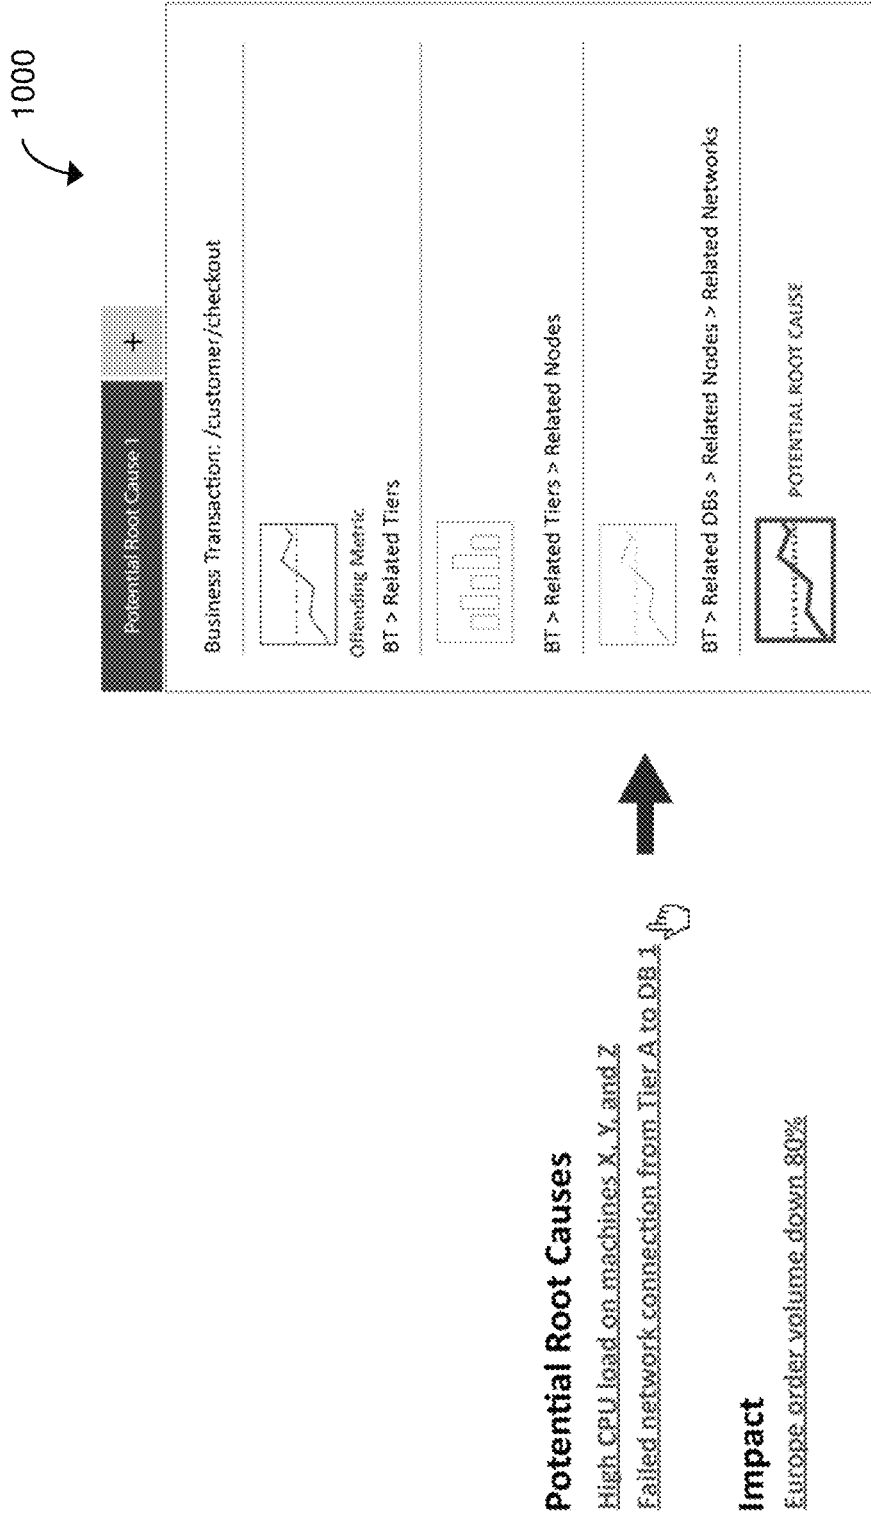 1000
Potential Root Causes
High CPU load on machines X, Y, and Z
Failed network connection from Tier A to DB 1
Impact
Europe order volume down 80%
Potential Root Cause 1
+
Business Transaction: /customer/checkout
Offending Metric
BT > Related Tiers
BT > Related Tiers > Related Nodes
BT > Related DBs > Related Nodes > Related Networks
POTENTIAL ROOT CAUSE